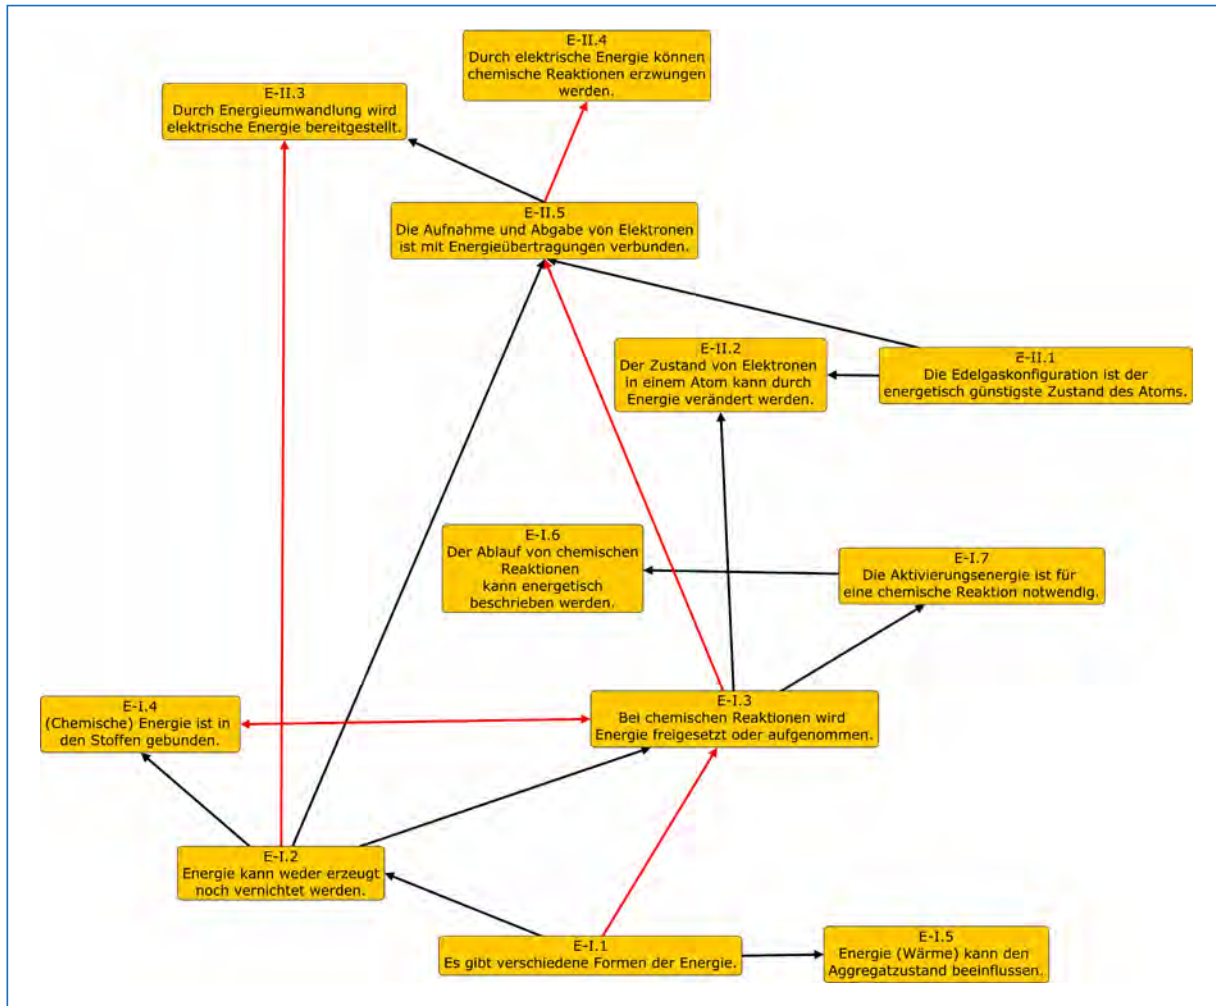 E-II.4
Durch elektrische Energie können
chemische Reaktionen erzwungen
werden.
E-II.3
Durch Energieumwandlung wird
elektrische Energie bereitgestellt.
E-II.5
Die Aufnahme und Abgabe von Elektronen
ist mit Energieübertragungen verbunden.
E-II.2
Der Zustand von Elektronen
in einem Atom kann durch
Energie verändert werden.
E-II.1
Die Edelgaskonfiguration ist der
energetisch günstigste Zustand des Atoms.
E-I.6
Der Ablauf von chemischen
Reaktionen
kann energetisch
beschrieben werden.
E-I.7
Die Aktivierungsenergie ist für
eine chemische Reaktion notwendig.
E-I.4
(Chemische) Energie ist in
den Stoffen gebunden.
E-I.3
Bei chemischen Reaktionen wird
Energie freigesetzt oder aufgenommen.
E-I.2
Energie kann weder erzeugt
noch vernichtet werden.
E-I.1
Es gibt verschiedene Formen der Energie.
E-I.5
Energie (Wärme) kann den
Aggregatzustand beeinflussen.